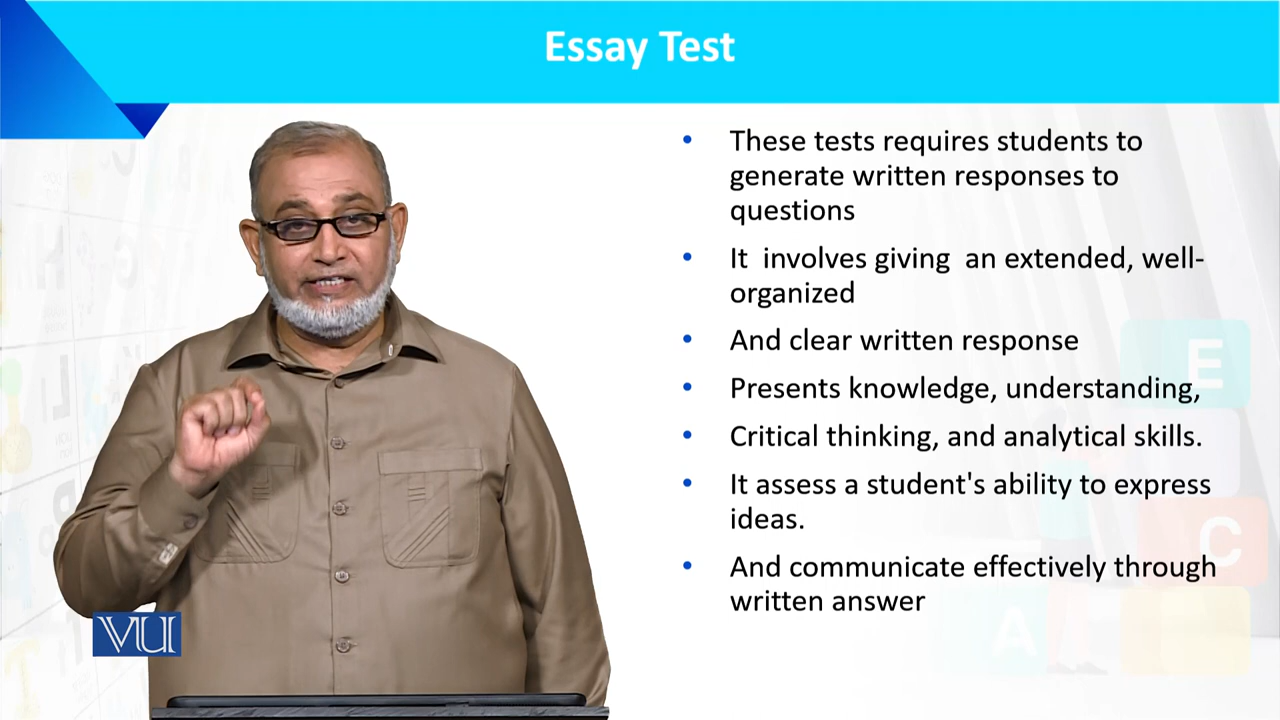 Essay Test
• These tests requires students to
generate written responses to
questions
• It involves giving an extended, well-
organized
• And clear written response
• Presents knowledge, understanding,
• Critical thinking, and analytical skills.
• It assess a student's ability to express
ideas.
• And communicate effectively through
written answer
VU
E
C
A